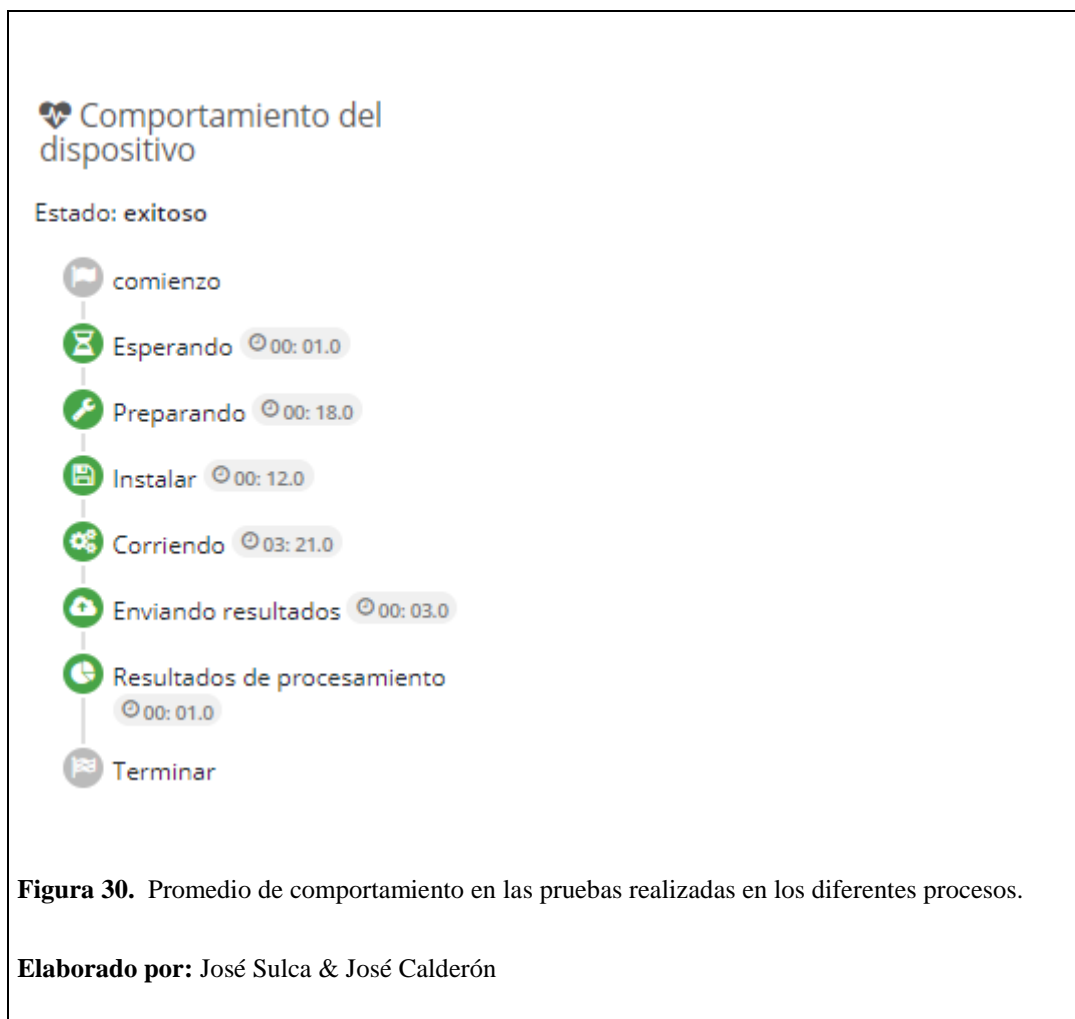 Comportamiento del
dispositivo
Estado: exitoso
comienzo
Esperando 00: 01.0
Preparando 00: 18.0
Instalar 00: 12.0
Corriendo 03: 21.0
Enviando resultados 00: 03.0
Resultados de procesamiento
00: 01.0
Terminar
Figura 30. Promedio de comportamiento en las pruebas realizadas en los diferentes procesos.
Elaborado por: José Sulca & José Calderón